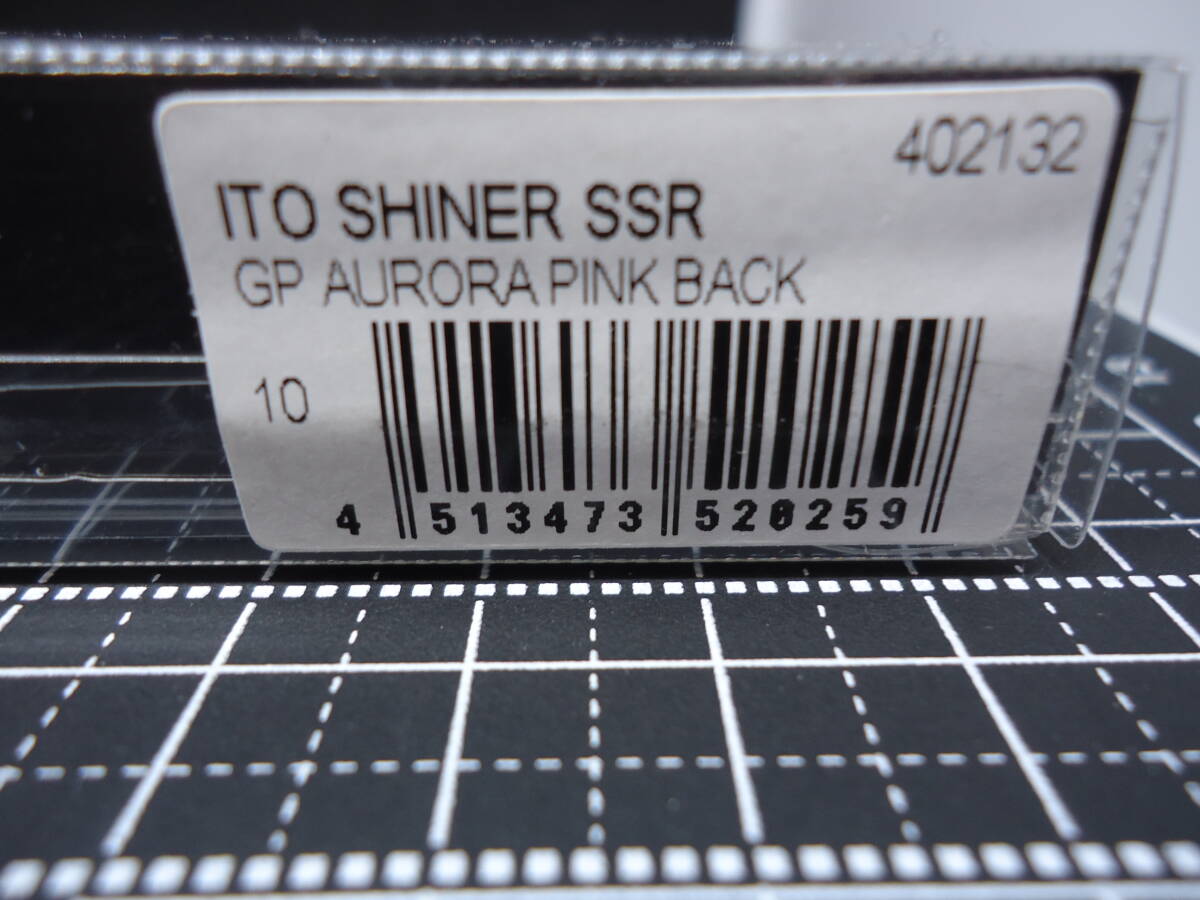 402132
ITO SHINER SSR
GP AURORA PINK BACK
10
4 513473 520259